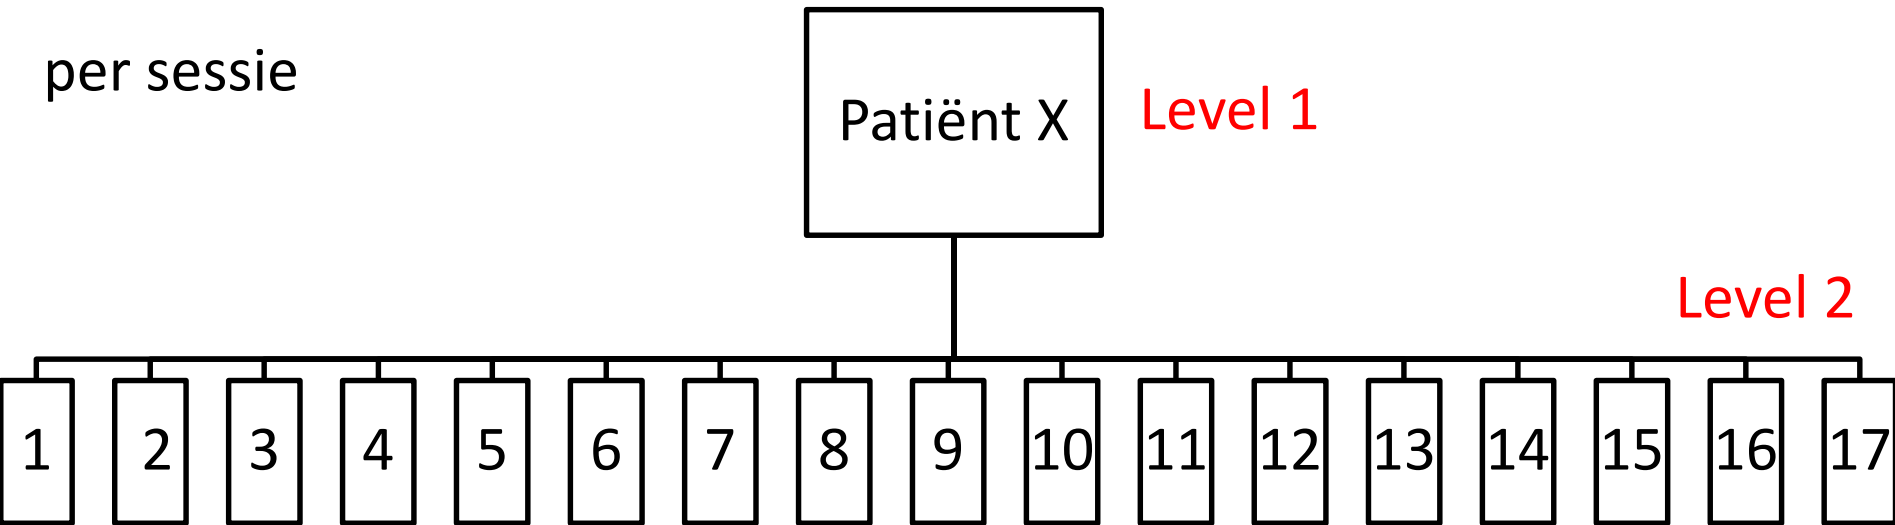 per sessie
Patiënt X
Level 1
Level 2
1 2 3 4 5 6 7 8 9 10 11 12 13 14 15 16 17